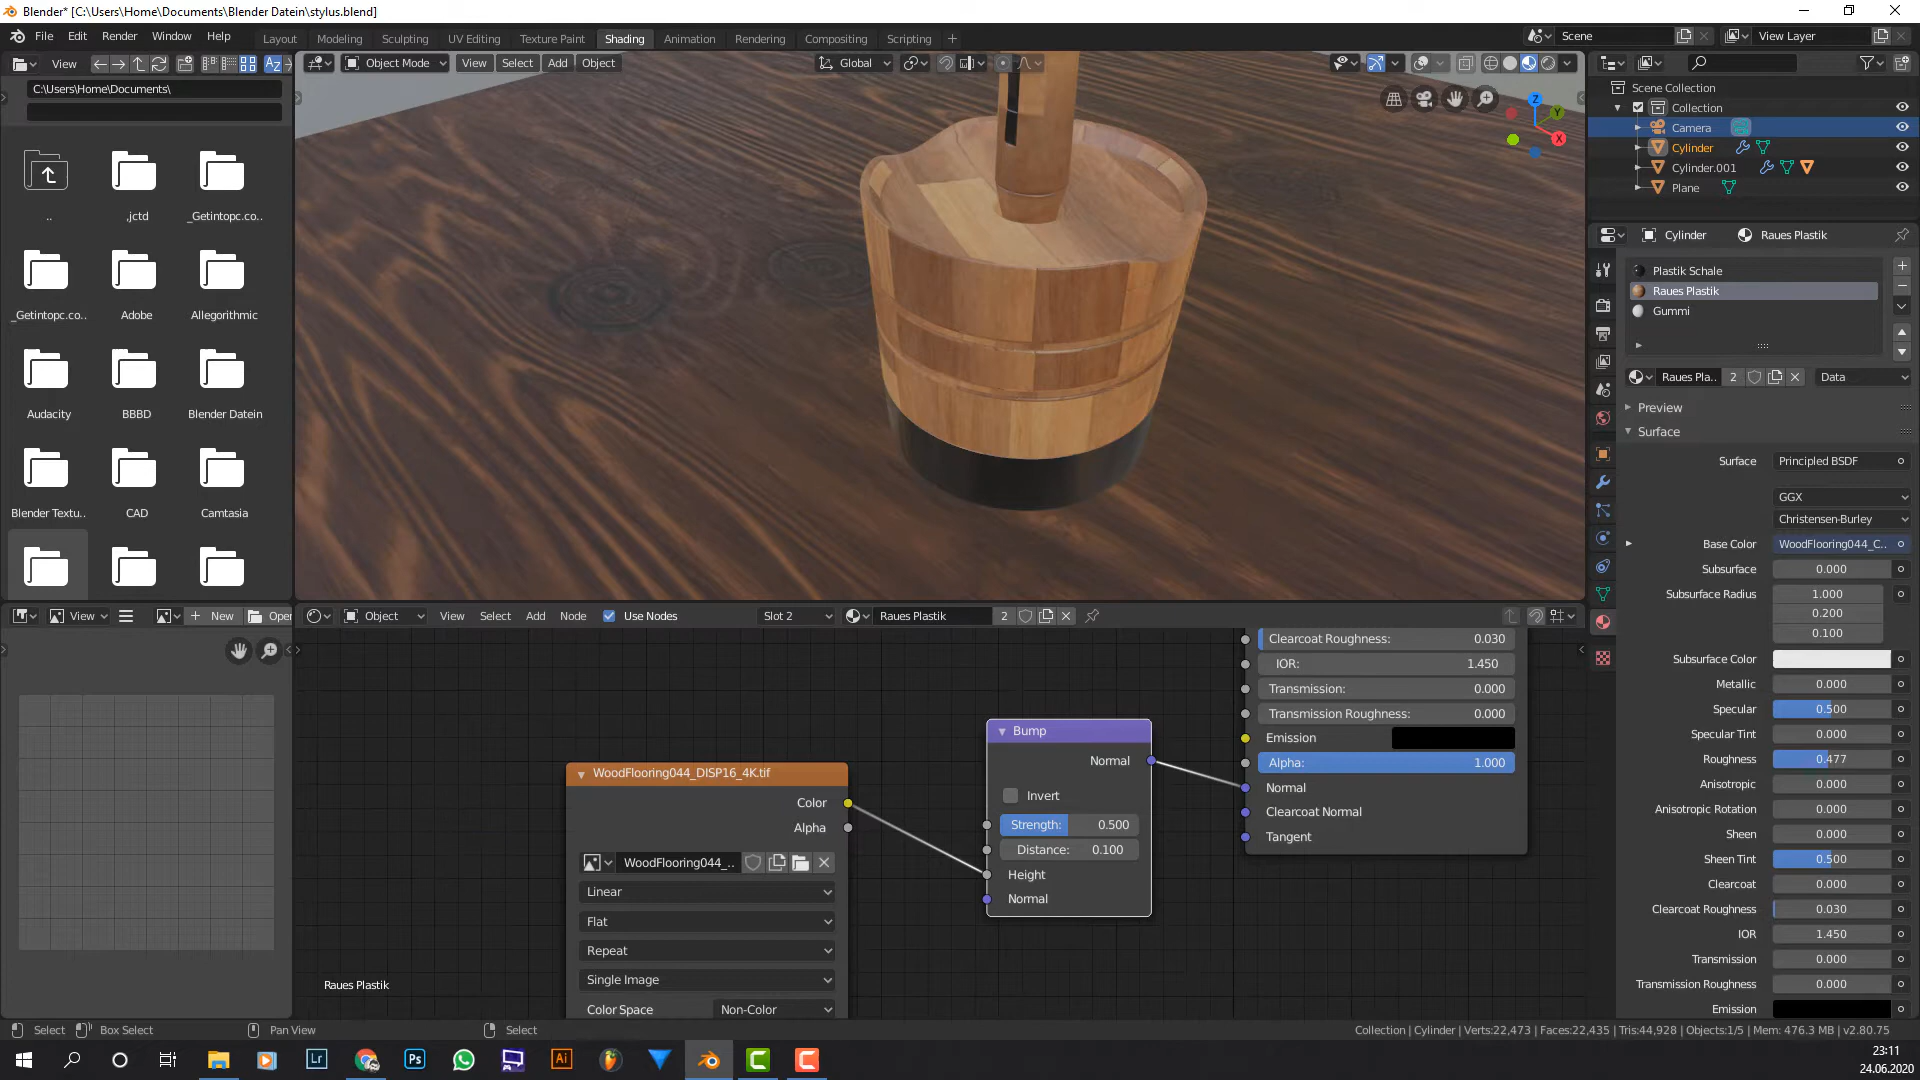 Blender* [C:\Users\Home\Documents\Blender Datein\stylus.blend]
File Edit Render Window Help Layout Modeling Sculpting UV Editing Texture Paint Shading Animation Rendering Compositing Scripting Scene View Layer
View Object Mode View Select Add Object Global
C:\Users\Home\Documents\
Scene Collection
Collection
Camera
Cylinder
Cylinder.001
Plane
.. .jctd _Getintopc.co..
Cylinder Raues Plastik
Plastik Schale
Raues Plastik
Gummi
_Getintopc.co.. Adobe Allegorithmic
Raues Pla.. 2 Data
Preview
Audacity BBBD Blender Datein
Surface
Surface Principled BSDF
GGX
Blender Textu.. CAD Camtasia
Christensen-Burley
Base Color WoodFlooring044_C..
Subsurface 0.000
Subsurface Radius 1.000
0.200
0.100
View New Open Object View Select Add Node Object Use Nodes Slot 2 Raues Plastik 2
Subsurface Color
Metallic 0.000
Specular 0.500
Specular Tint 0.000
Roughness 0.477
Anisotropic 0.000
Anisotropic Rotation 0.000
Sheen 0.000
Sheen Tint 0.500
Clearcoat 0.000
Clearcoat Roughness 0.030
IOR 1.450
Transmission 0.000
Transmission Roughness 0.000
Emission
Clearcoat Roughness: 0.030
IOR: 1.450
Transmission: 0.000
Transmission Roughness: 0.000
Emission
Alpha: 1.000
Normal
Clearcoat Normal
Tangent
Bump
Normal
Invert
Strength: 0.500
Distance: 0.100
Height
Normal
WoodFlooring044_DISP16_4K.tif
Color
Alpha
WoodFlooring044_..
Linear
Flat
Repeat
Single Image
Color Space Non-Color
Raues Plastik
Select Box Select Pan View Select Collection | Cylinder | Verts:22,473 | Faces:22,435 | Tris:44,928 | Objects:1/5 | Mem: 476.3 MB | v2.80.75
23:11
24.06.2020